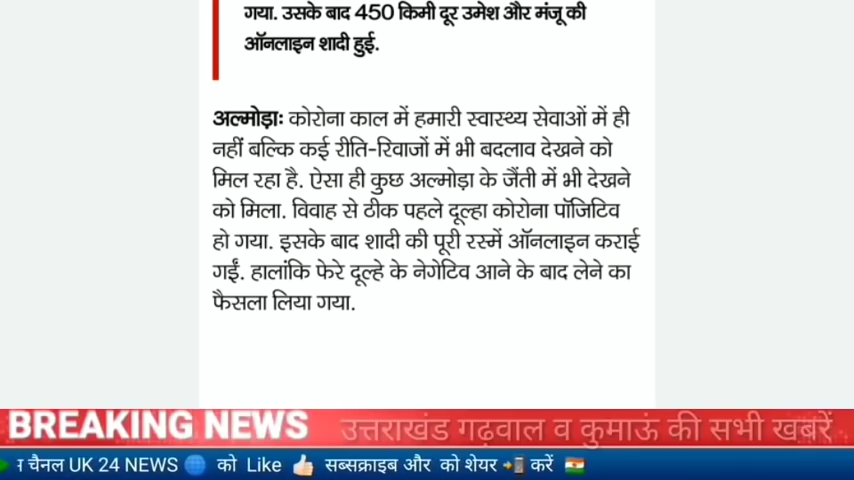 गया. उसके बाद 450 किमी दूर उमेश और मंजू की
ऑनलाइन शादी हुई.
अल्मोड़ाः कोरोना काल में हमारी स्वास्थ्य सेवाओं में ही
नहीं बल्कि कई रीति-रिवाजों में भी बदलाव देखने को
मिल रहा है. ऐसा ही कुछ अल्मोड़ा के जैंती में भी देखने
को मिला. विवाह से ठीक पहले दूल्हा कोरोना पॉजिटिव
हो गया. इसके बाद शादी की पूरी रस्में ऑनलाइन कराई
गईं. हालांकि फेरे दूल्हे के नेगेटिव आने के बाद लेने का
फैसला लिया गया.
BREAKING NEWS उत्तराखंड गढ़वाल व कुमाऊं की सभी खबरें
चैनल UK 24 NEWS 🌐 को Like 👍🏻 सब्सक्राइब और को शेयर 📲 करें 🇮🇳